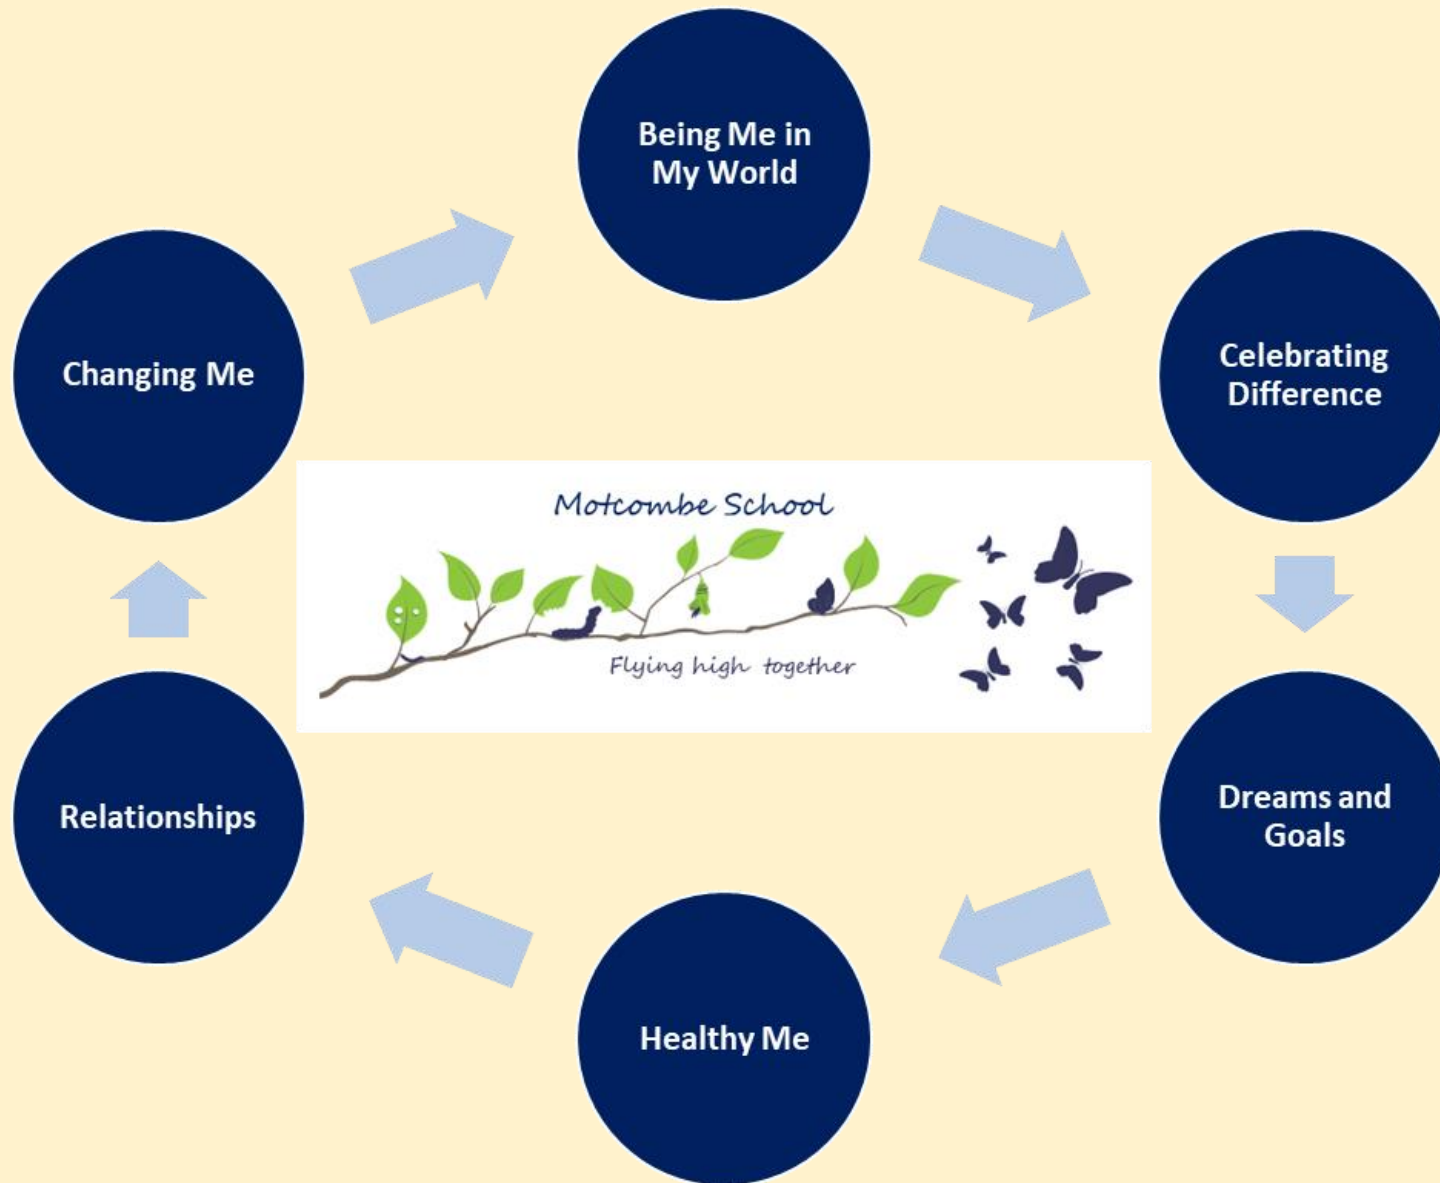 Being Me in
My World
Celebrating
Difference
Dreams and
Goals
Healthy Me
Relationships
Changing Me
Motcombe School
Flying high together